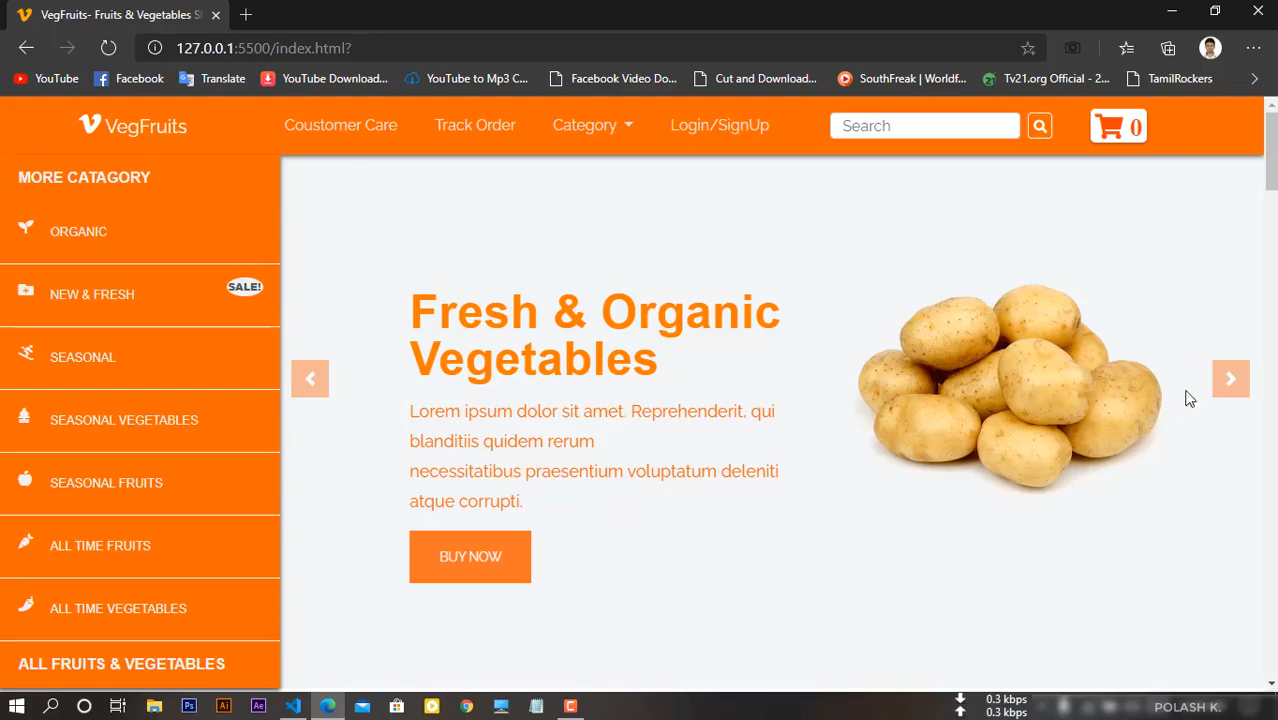 VegFruits- Fruits & Vegetables S
127.0.0.1:5500/index.html?
YouTube
Facebook
Translate
YouTube Download...
YouTube to Mp3 C...
Facebook Video Do...
Cut and Download...
SouthFreak | Worldf...
Tv21.org Official - 2...
TamilRockers
VegFruits
Coustomer Care
Track Order
Category
Login/SignUp
Search
0
MORE CATAGORY
ORGANIC
NEW & FRESH
SALE!
SEASONAL
SEASONAL VEGETABLES
SEASONAL FRUITS
ALL TIME FRUITS
ALL TIME VEGETABLES
ALL FRUITS & VEGETABLES
Fresh & Organic
Vegetables
Lorem ipsum dolor sit amet. Reprehenderit, qui
blanditiis quidem rerum
necessitatibus praesentium voluptatum deleniti
atque corrupti.
BUY NOW
Ps
Ai
Ae
0.3 kbps
0.3 kbps
POLASH K.